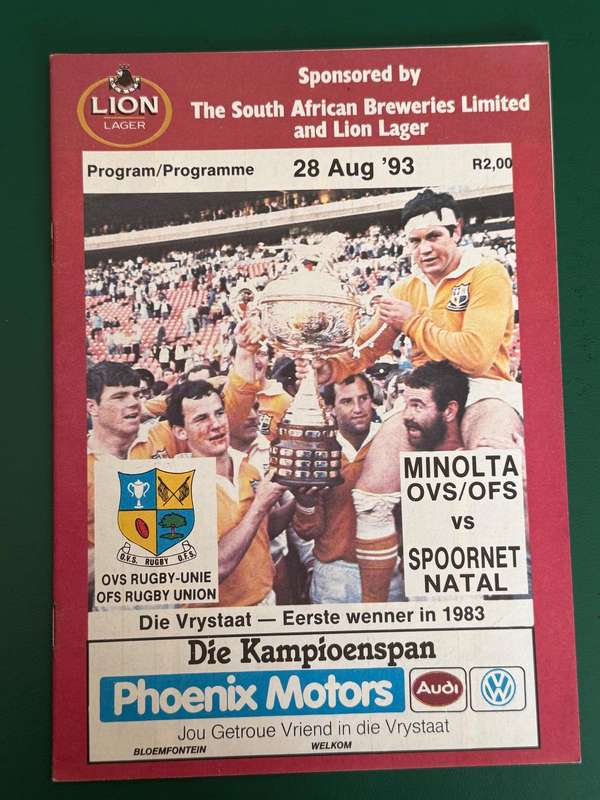 LION
LAGER
Sponsored by
The South African Breweries Limited
and Lion Lager
Program/Programme 28 Aug '93 R2,00
O.V.S. RUGBY O.F.S.
OVS RUGBY-UNIE
OFS RUGBY UNION
MINOLTA
OVS/OFS
vs
SPOORNET
NATAL
Die Vrystaat — Eerste wenner in 1983
Die Kampioenspan
Phoenix Motors
Audi
Jou Getroue Vriend in die Vrystaat
BLOEMFONTEIN WELKOM